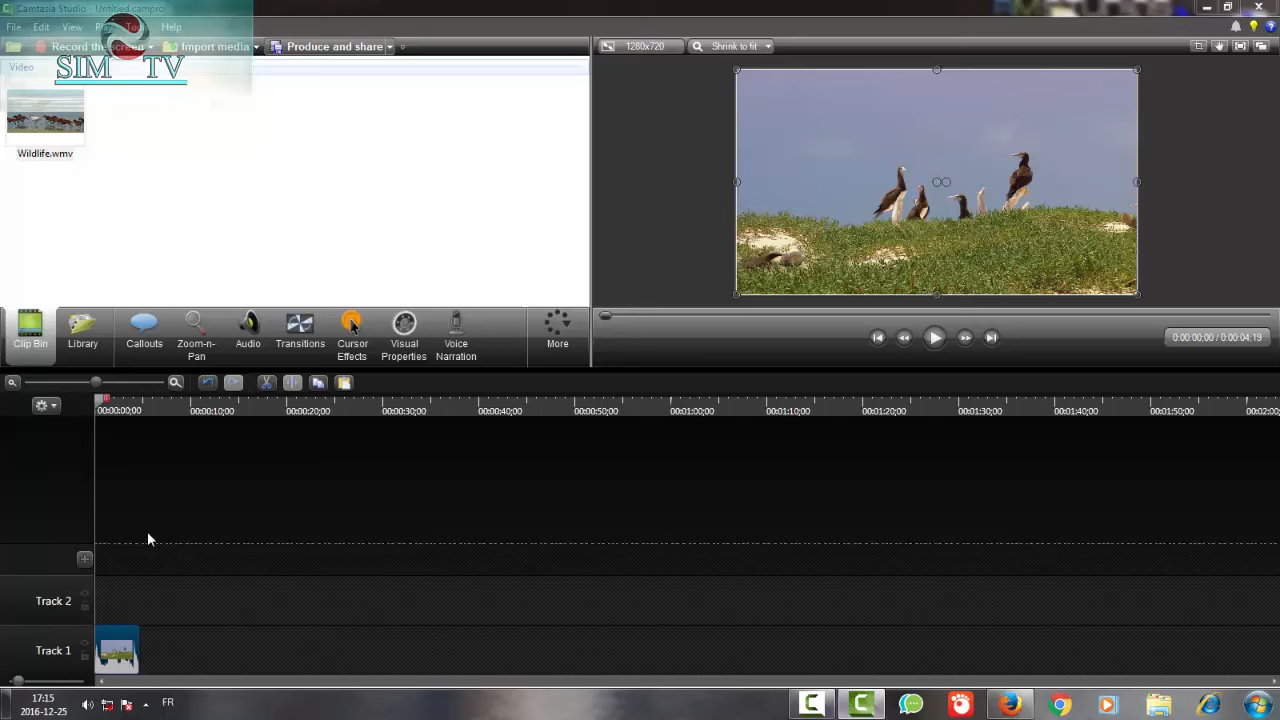 Camtasia Studio - Untitled.camproj
File Edit View Play Tools Help
Record the screen Import media Produce and share
1280x720 Shrink to fit
SIM TV
Video
Wildlife.wmv
Clip Bin Library Callouts Zoom-n-Pan Audio Transitions Cursor Effects Visual Properties Voice Narration More
0:00:00;00 / 0:00:04;19
00:00:00;00 00:00:10;00 00:00:20;00 00:00:30;00 00:00:40;00 00:00:50;00 00:01:00;00 00:01:10;00 00:01:20;00 00:01:30;00 00:01:40;00 00:01:50;00
Track 2
Track 1
17:15
2016-12-25
FR